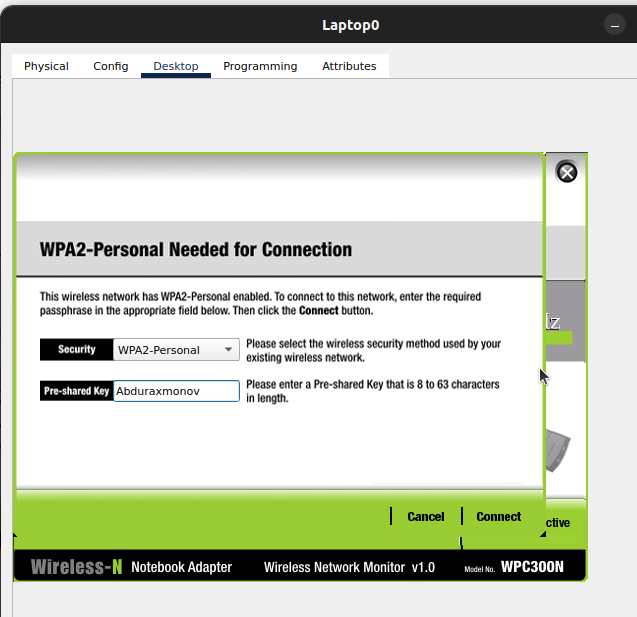 Laptop0
Physical Config Desktop Programming Attributes
WPA2-Personal Needed for Connection
This wireless network has WPA2-Personal enabled. To connect to this network, enter the required
passphrase in the appropriate field below. Then click the Connect button.
Security WPA2-Personal Please select the wireless security method used by your
existing wireless network.
Pre-shared Key Abduraxmonov Please enter a Pre-shared Key that is 8 to 63 characters
in length.
Cancel Connect
Wireless-N Notebook Adapter Wireless Network Monitor v1.0 Model No. WPC300N